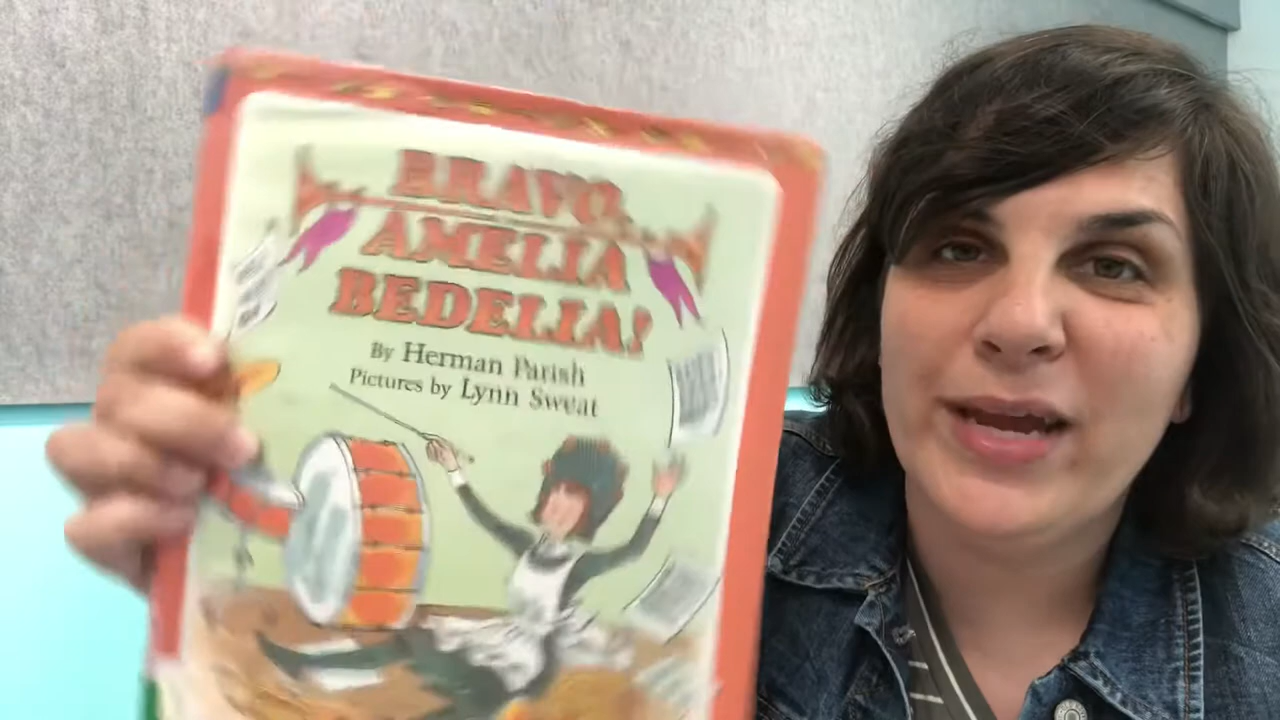 BRAVO,
AMELIA
BEDELIA!
By Herman Parish
Pictures by Lynn Sweat